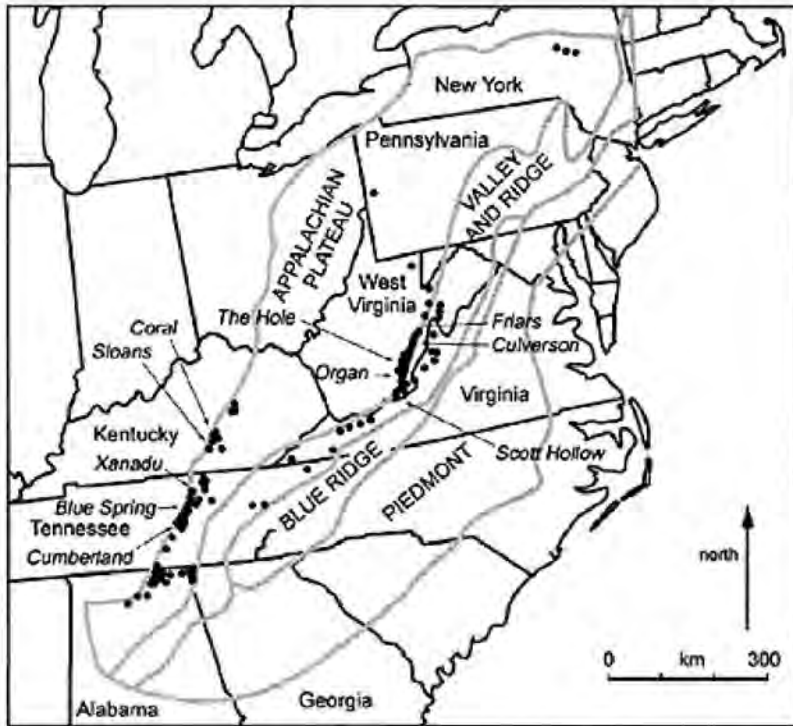 New York
Pennsylvania
VALLEY
AND RIDGE
APPALACHIAN
PLATEAU
West
Virginia
The Hole
Friars
Coral
Culverson
Sloans
Organ
Virginia
Kentucky
Xanadu
Scott Hollow
BLUE RIDGE
PIEDMONT
Blue Spring
Tennessee
Cumberland
north
0 km 300
Georgia
Alabama